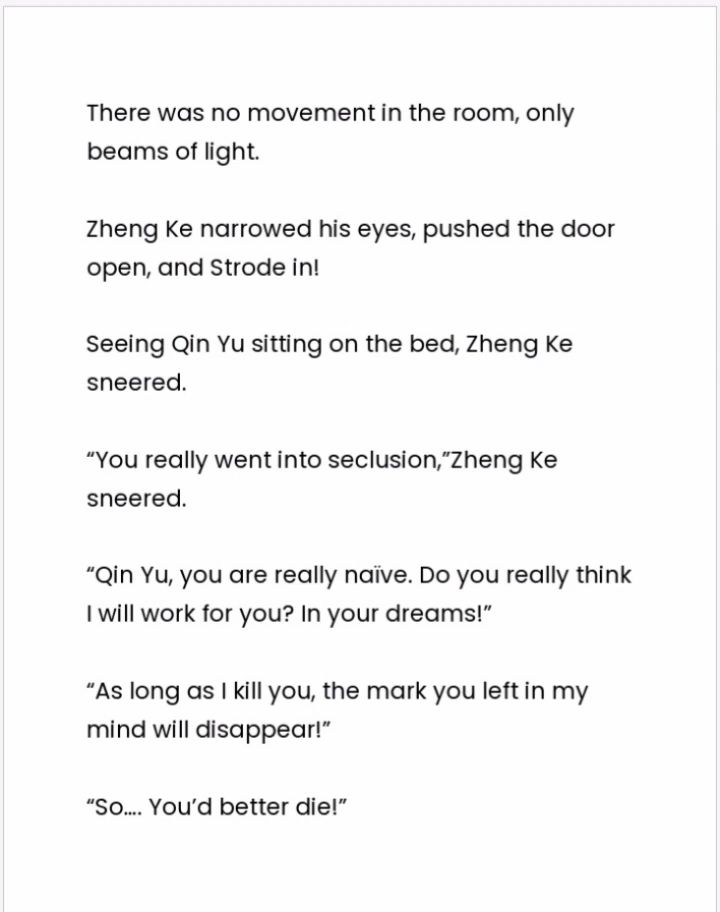 There was no movement in the room, only
beams of light.
Zheng Ke narrowed his eyes, pushed the door
open, and Strode in!
Seeing Qin Yu sitting on the bed, Zheng Ke
sneered.
“You really went into seclusion,”Zheng Ke
sneered.
“Qin Yu, you are really naïve. Do you really think
I will work for you? In your dreams!”
“As long as I kill you, the mark you left in my
mind will disappear!”
“So…. You’d better die!”